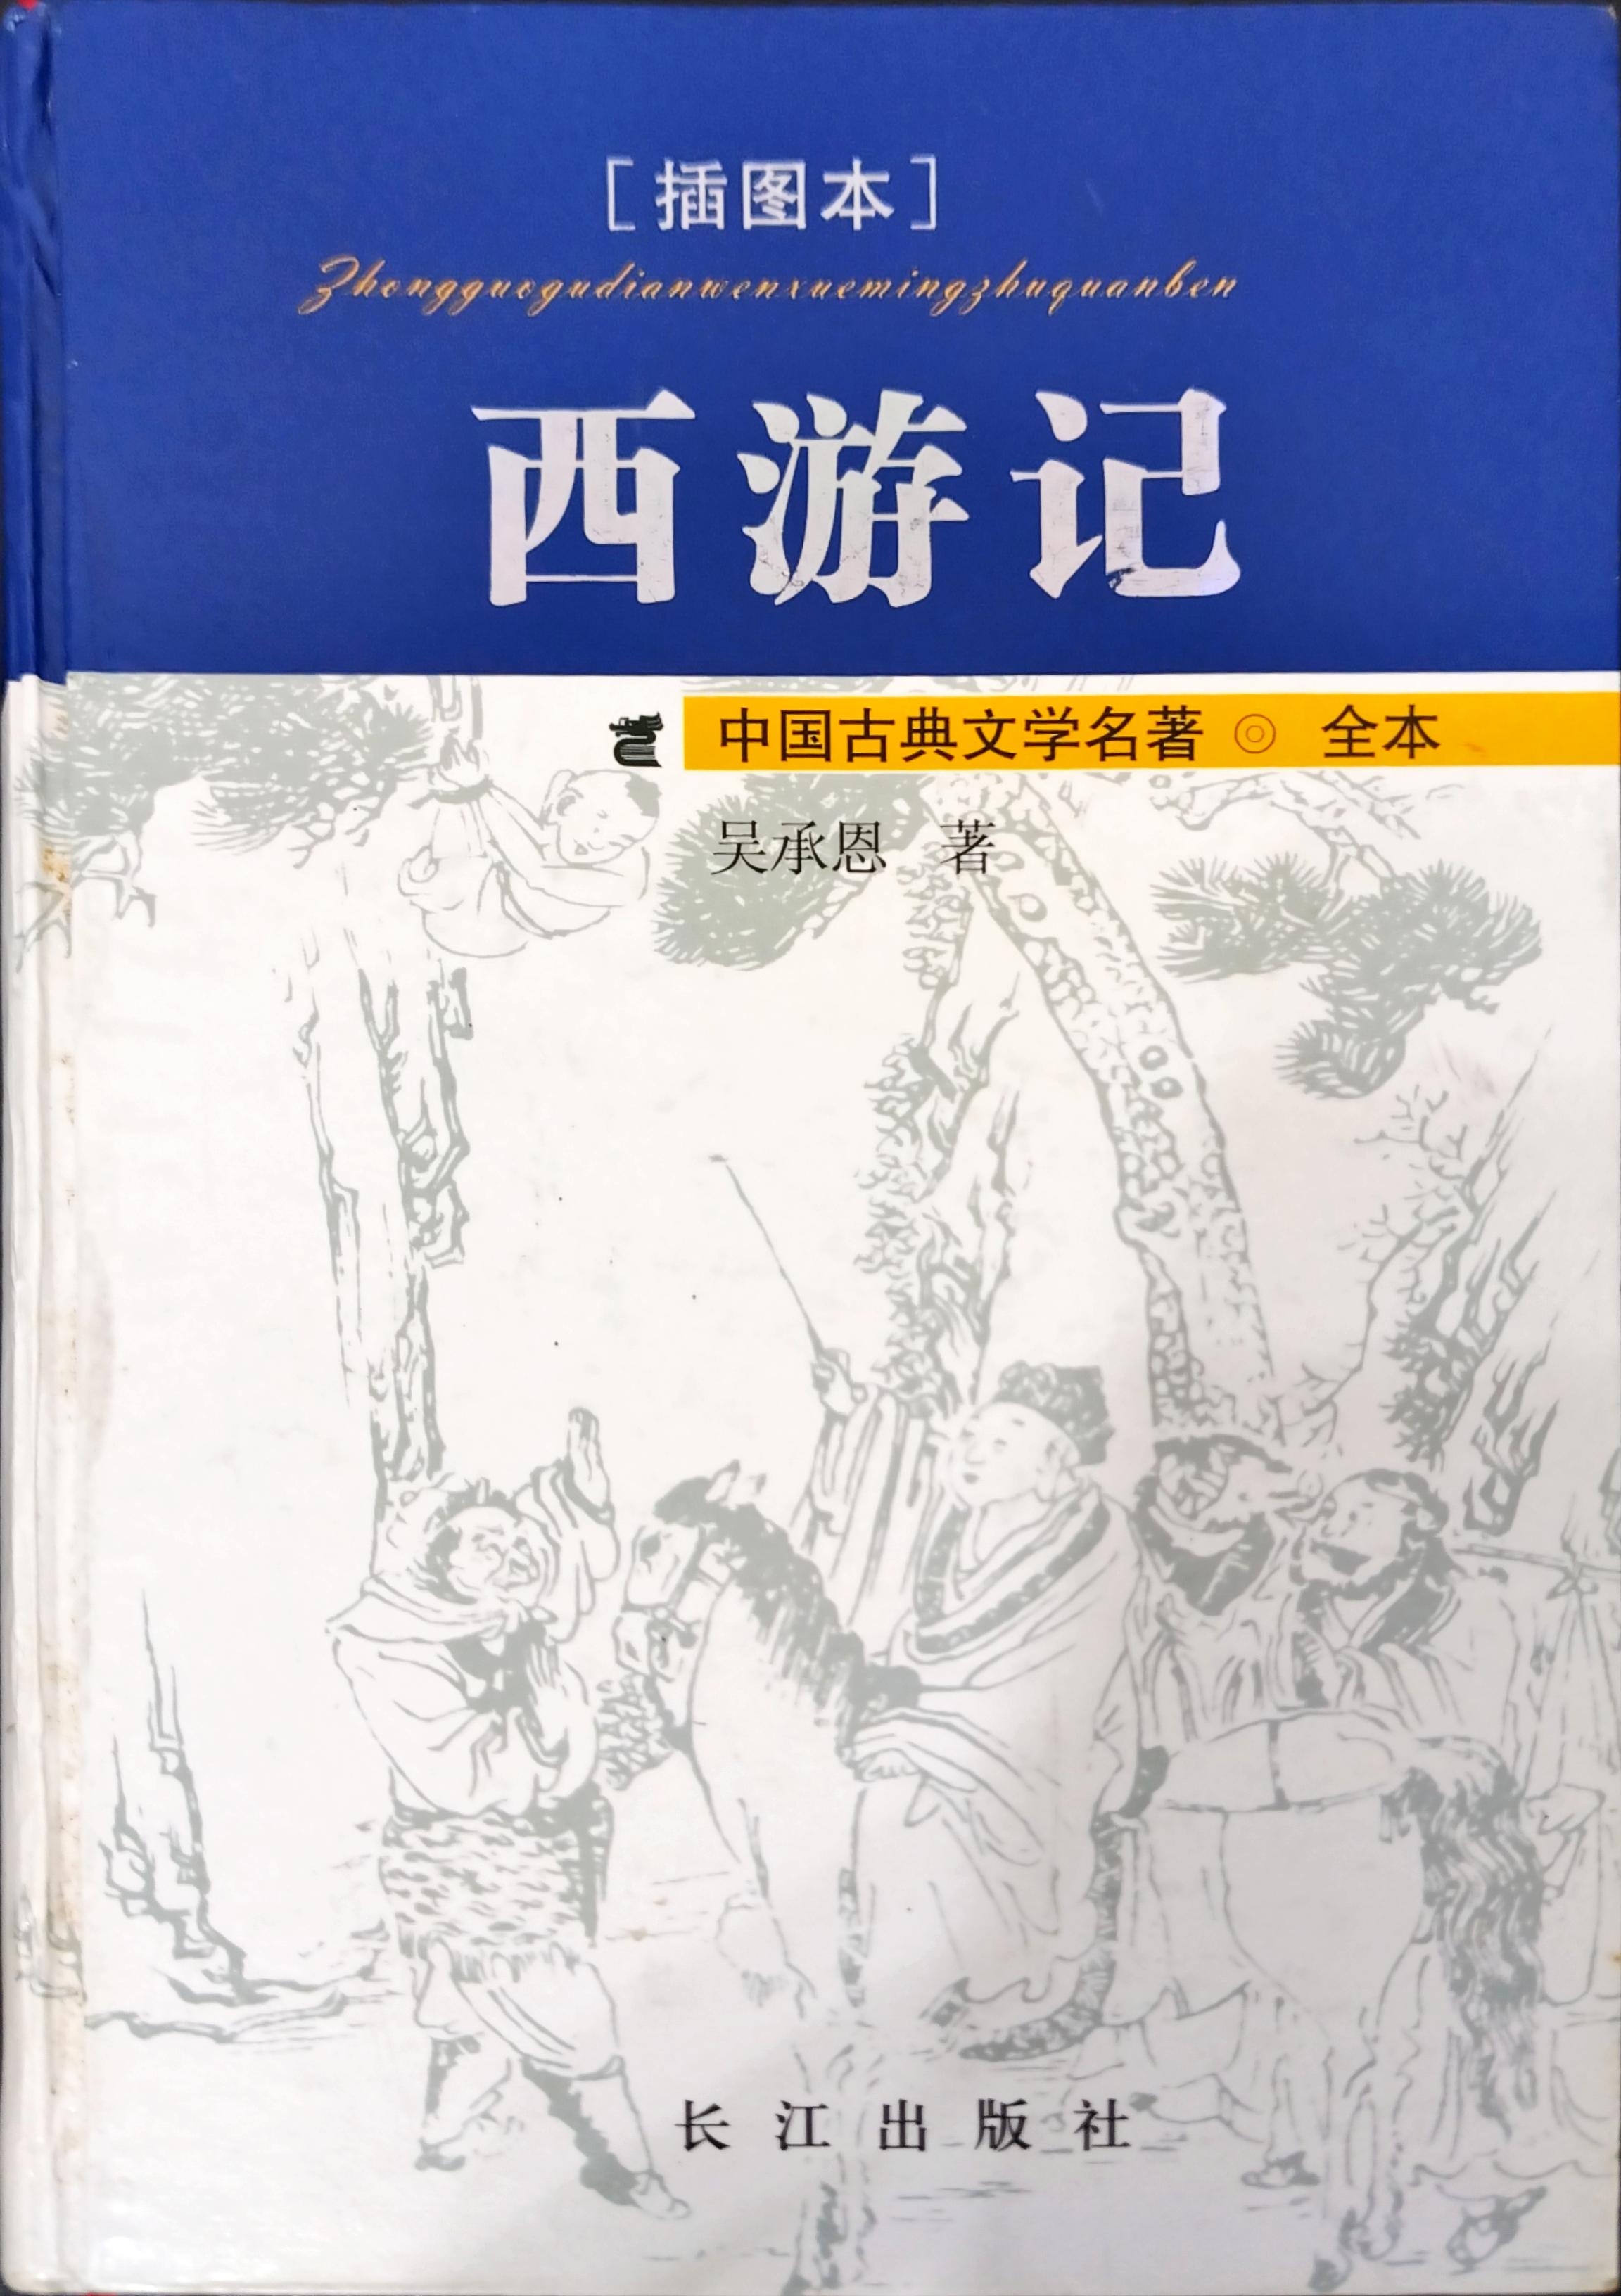 [插图本]
Zhongguogudianwenxuemingzhuquanben
西游记
中国古典文学名著 ◎ 全本
吴承恩 著
长江出版社